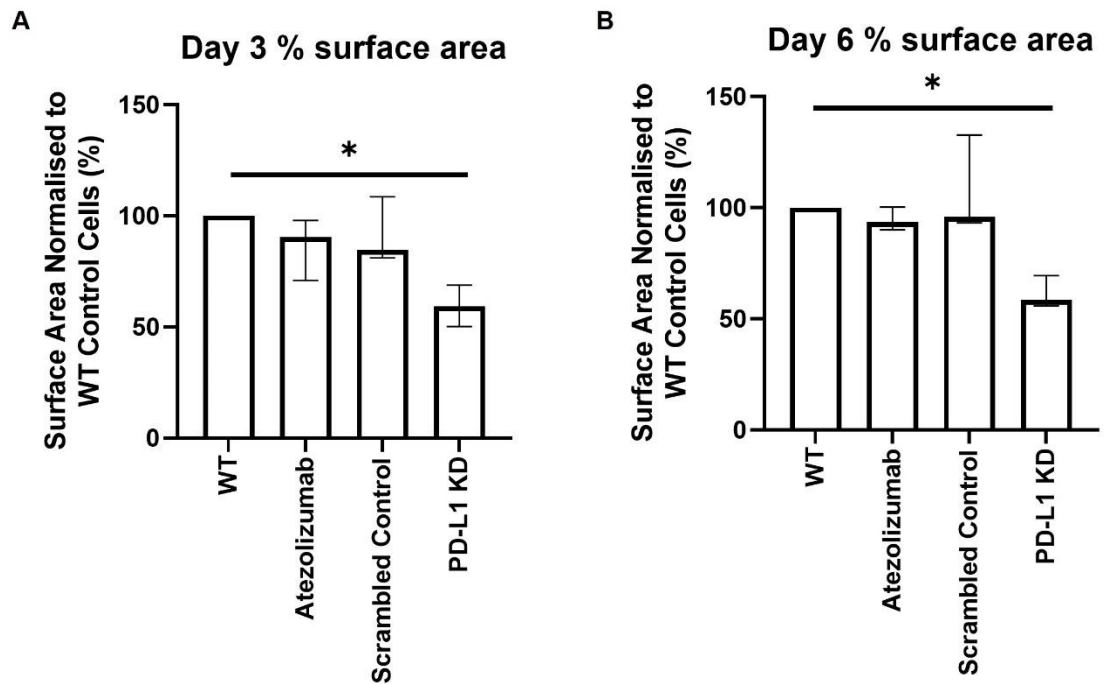 A
Day 3 % surface area
Surface Area Normalised to
WT Control Cells (%)
150
100
50
0
*
WT
Atezolizumab
Scrambled Control
PD-L1 KD
B
Day 6 % surface area
Surface Area Normalised to
WT Control Cells (%)
150
100
50
0
*
WT
Atezolizumab
Scrambled Control
PD-L1 KD